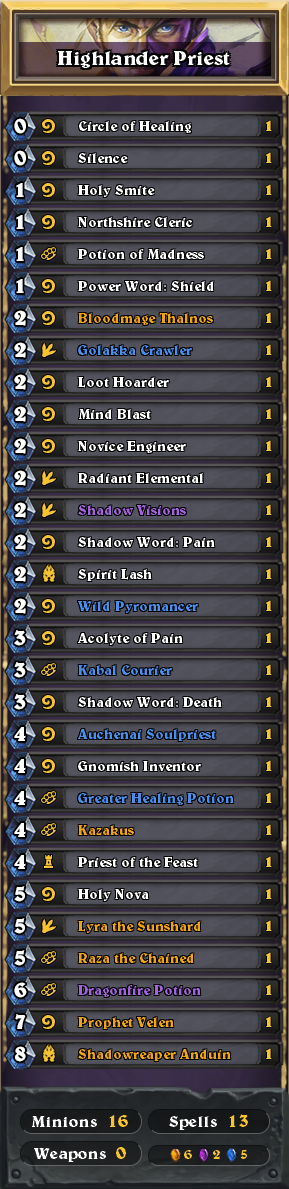 Highlander Priest
0 Circle of Healing 1
0 Silence 1
1 Holy Smite 1
1 Northshire Cleric 1
1 Potion of Madness 1
1 Power Word: Shield 1
2 Bloodmage Thalnos 1
2 Golakka Crawler 1
2 Loot Hoarder 1
2 Mind Blast 1
2 Novice Engineer 1
2 Radiant Elemental 1
2 Shadow Visions 1
2 Shadow Word: Pain 1
2 Spirit Lash 1
2 Wild Pyromancer 1
3 Acolyte of Pain 1
3 Kabal Courier 1
3 Shadow Word: Death 1
4 Auchenai Soulpriest 1
4 Gnomish Inventor 1
4 Greater Healing Potion 1
4 Kazakus 1
4 Priest of the Feast 1
5 Holy Nova 1
5 Lyra the Sunshard 1
5 Raza the Chained 1
6 Dragonfire Potion 1
7 Prophet Velen 1
8 Shadowreaper Anduin 1
Minions 16 Spells 13
Weapons 0 6 2 5